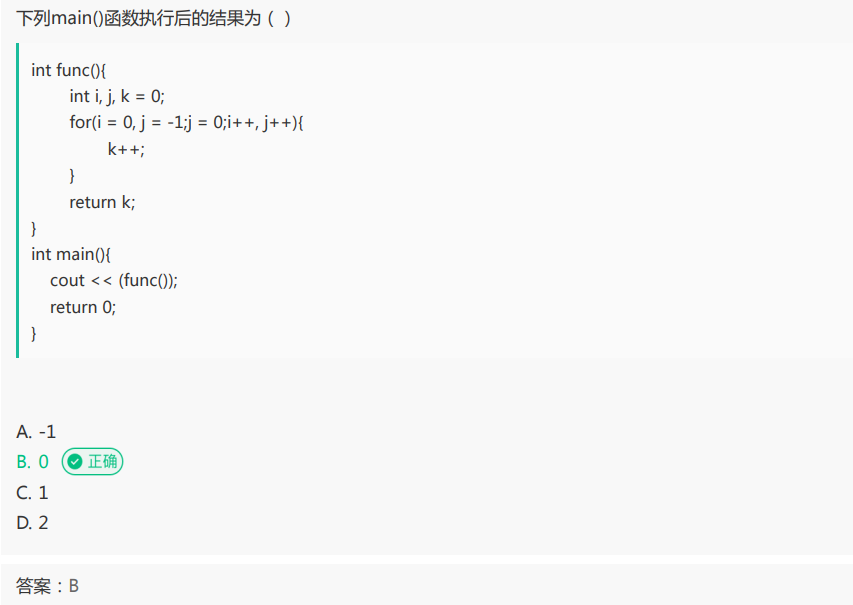 下列main()函数执行后的结果为（ ）
int func(){
int i, j, k = 0;
for(i = 0, j = -1;j = 0;i++, j++){
k++;
}
return k;
}
int main(){
cout << (func());
return 0;
}
A. -1
B. 0 正确
C. 1
D. 2
答案：B